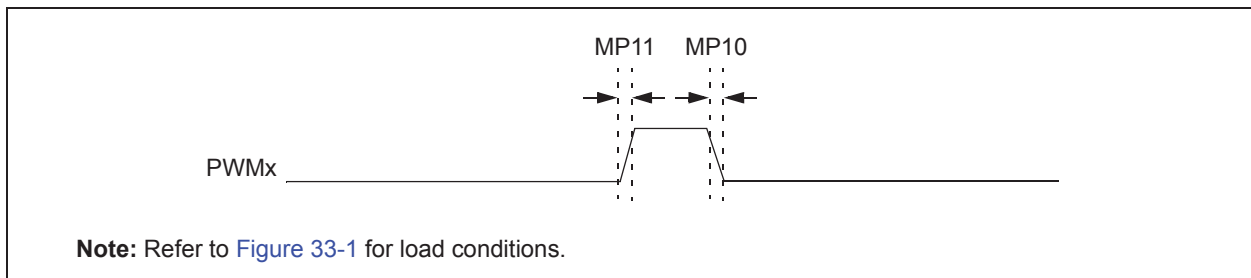 MP11 MP10
PWMx
Note: Refer to Figure 33-1 for load conditions.